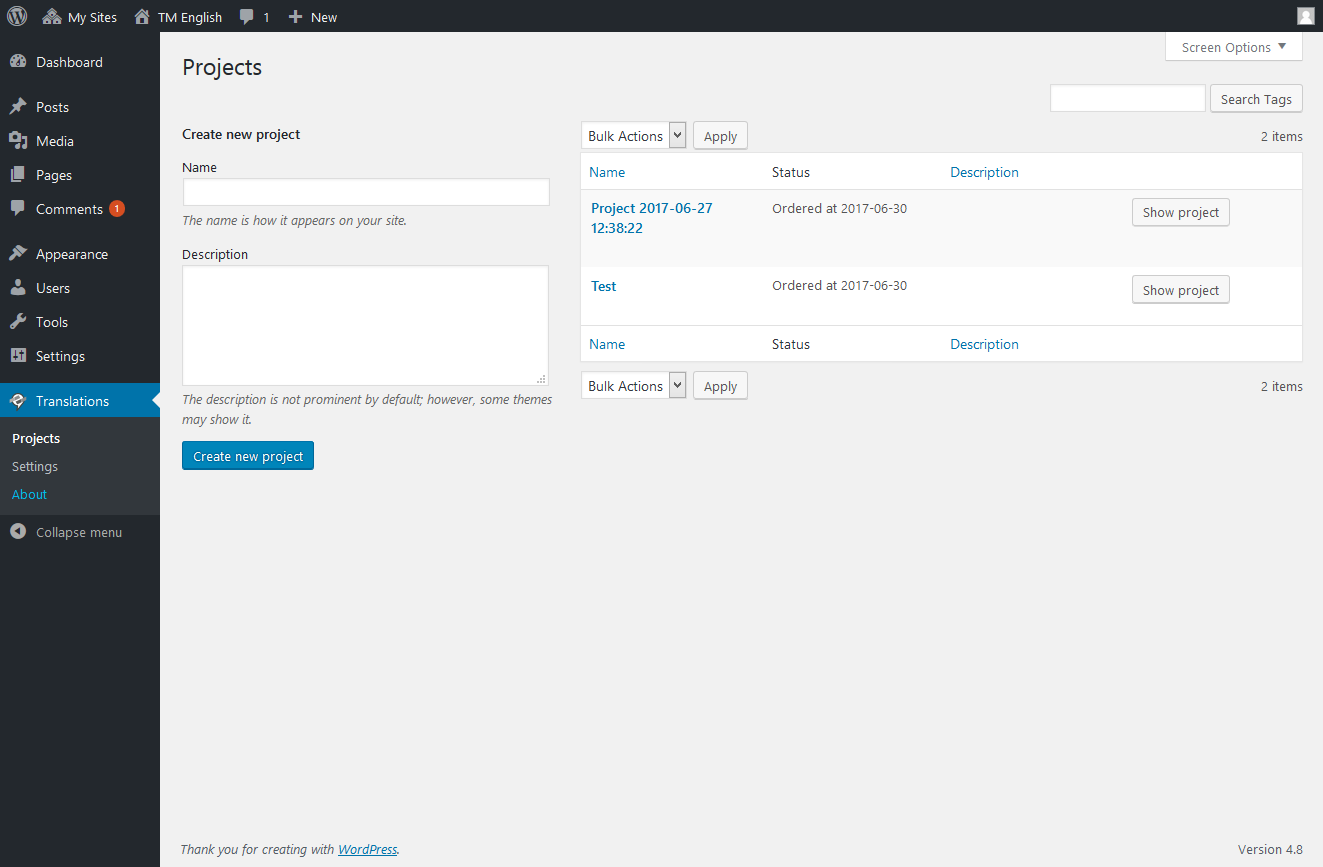 My Sites
TM English
1
New
Dashboard
Posts
Media
Pages
Comments 1
Appearance
Users
Tools
Settings
Translations
Projects
Settings
About
Collapse menu
Screen Options
Projects
Search Tags
Create new project
Name
The name is how it appears on your site.
Description
The description is not prominent by default; however, some themes
may show it.
Create new project
Bulk Actions
Apply
2 items
Name Status Description
Project 2017-06-27
12:38:22
Ordered at 2017-06-30
Show project
Test
Ordered at 2017-06-30
Show project
Name Status Description
Bulk Actions
Apply
2 items
Thank you for creating with WordPress.
Version 4.8